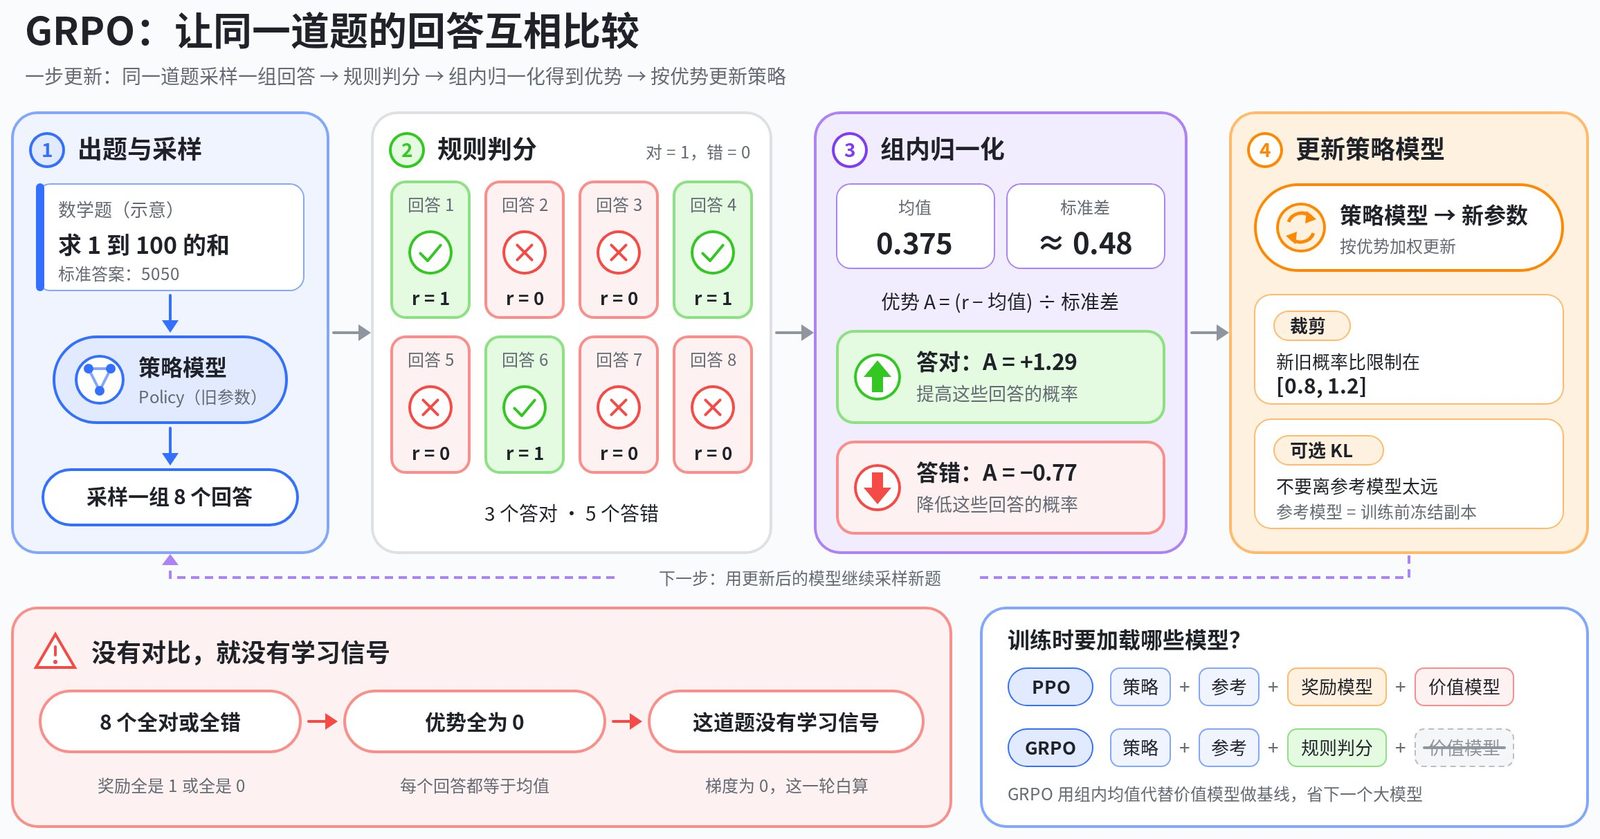 GRPO：让同一道题的回答互相比较
一步更新：同一道题采样一组回答 → 规则判分 → 组内归一化得到优势 → 按优势更新策略
1 出题与采样
数学题（示意）
求 1 到 100 的和
标准答案：5050
策略模型
Policy（旧参数）
采样一组 8 个回答
2 规则判分
对 = 1，错 = 0
回答 1
r = 1
回答 2
r = 0
回答 3
r = 0
回答 4
r = 1
回答 5
r = 0
回答 6
r = 1
回答 7
r = 0
回答 8
r = 0
3 个答对 · 5 个答错
3 组内归一化
均值
0.375
标准差
≈ 0.48
优势 A = (r − 均值) ÷ 标准差
答对：A = +1.29
提高这些回答的概率
答错：A = −0.77
降低这些回答的概率
4 更新策略模型
策略模型 → 新参数
按优势加权更新
裁剪
新旧概率比限制在
[0.8, 1.2]
可选 KL
不要离参考模型太远
参考模型 = 训练前冻结副本
下一步：用更新后的模型继续采样新题
没有对比，就没有学习信号
8 个全对或全错
优势全为 0
这道题没有学习信号
奖励全是 1 或全是 0
每个回答都等于均值
梯度为 0，这一轮白算
训练时要加载哪些模型？
PPO 策略 + 参考 + 奖励模型 + 价值模型
GRPO 策略 + 参考 + 规则判分 + 价值模型
GRPO 用组内均值代替价值模型做基线，省下一个大模型